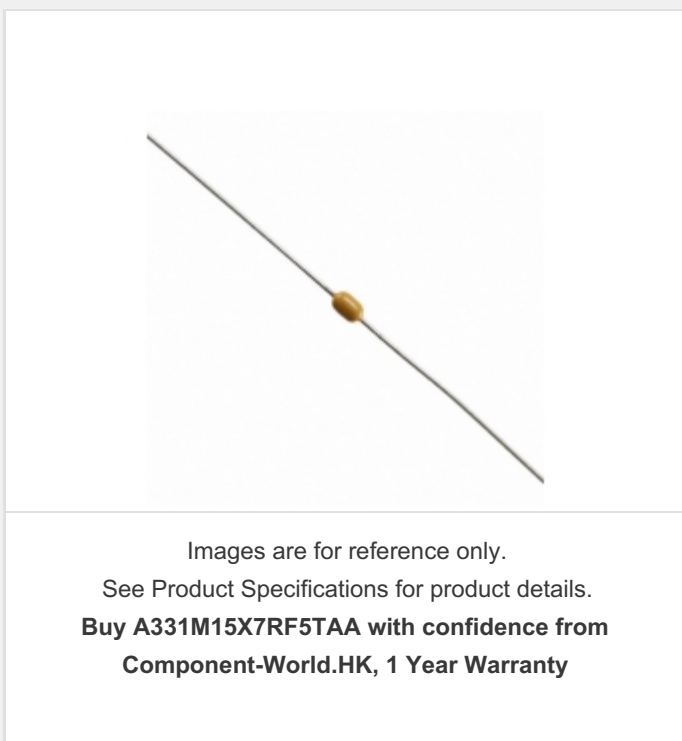 Images are for reference only.
See Product Specifications for product details.
Buy A331M15X7RF5TAA with confidence from
Component-World.HK, 1 Year Warranty